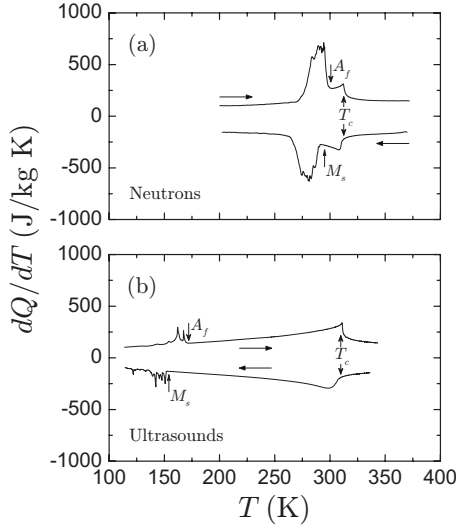 1000
500
0
-500
-1000
(a)
A_f
T_c
M_s
Neutrons
dQ/dT (J/kg K)
1000
500
0
-500
-1000
(b)
A_f
T_c
M_s
Ultrasounds
100 150 200 250 300 350 400
T (K)